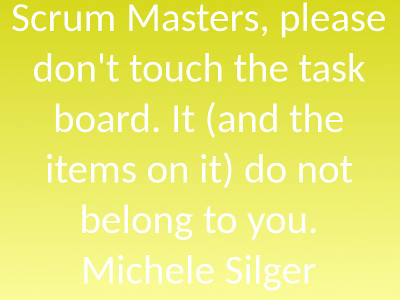 Scrum Masters, please
don't touch the task
board. It (and the
items on it) do not
belong to you.
Michele Silger